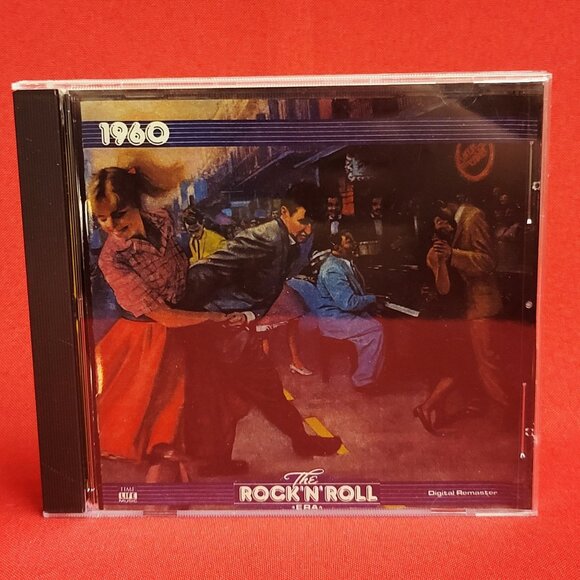 1960
The
ROCK'N'ROLL
·ERA·
TIME
LIFE
MUSIC
Digital Remaster